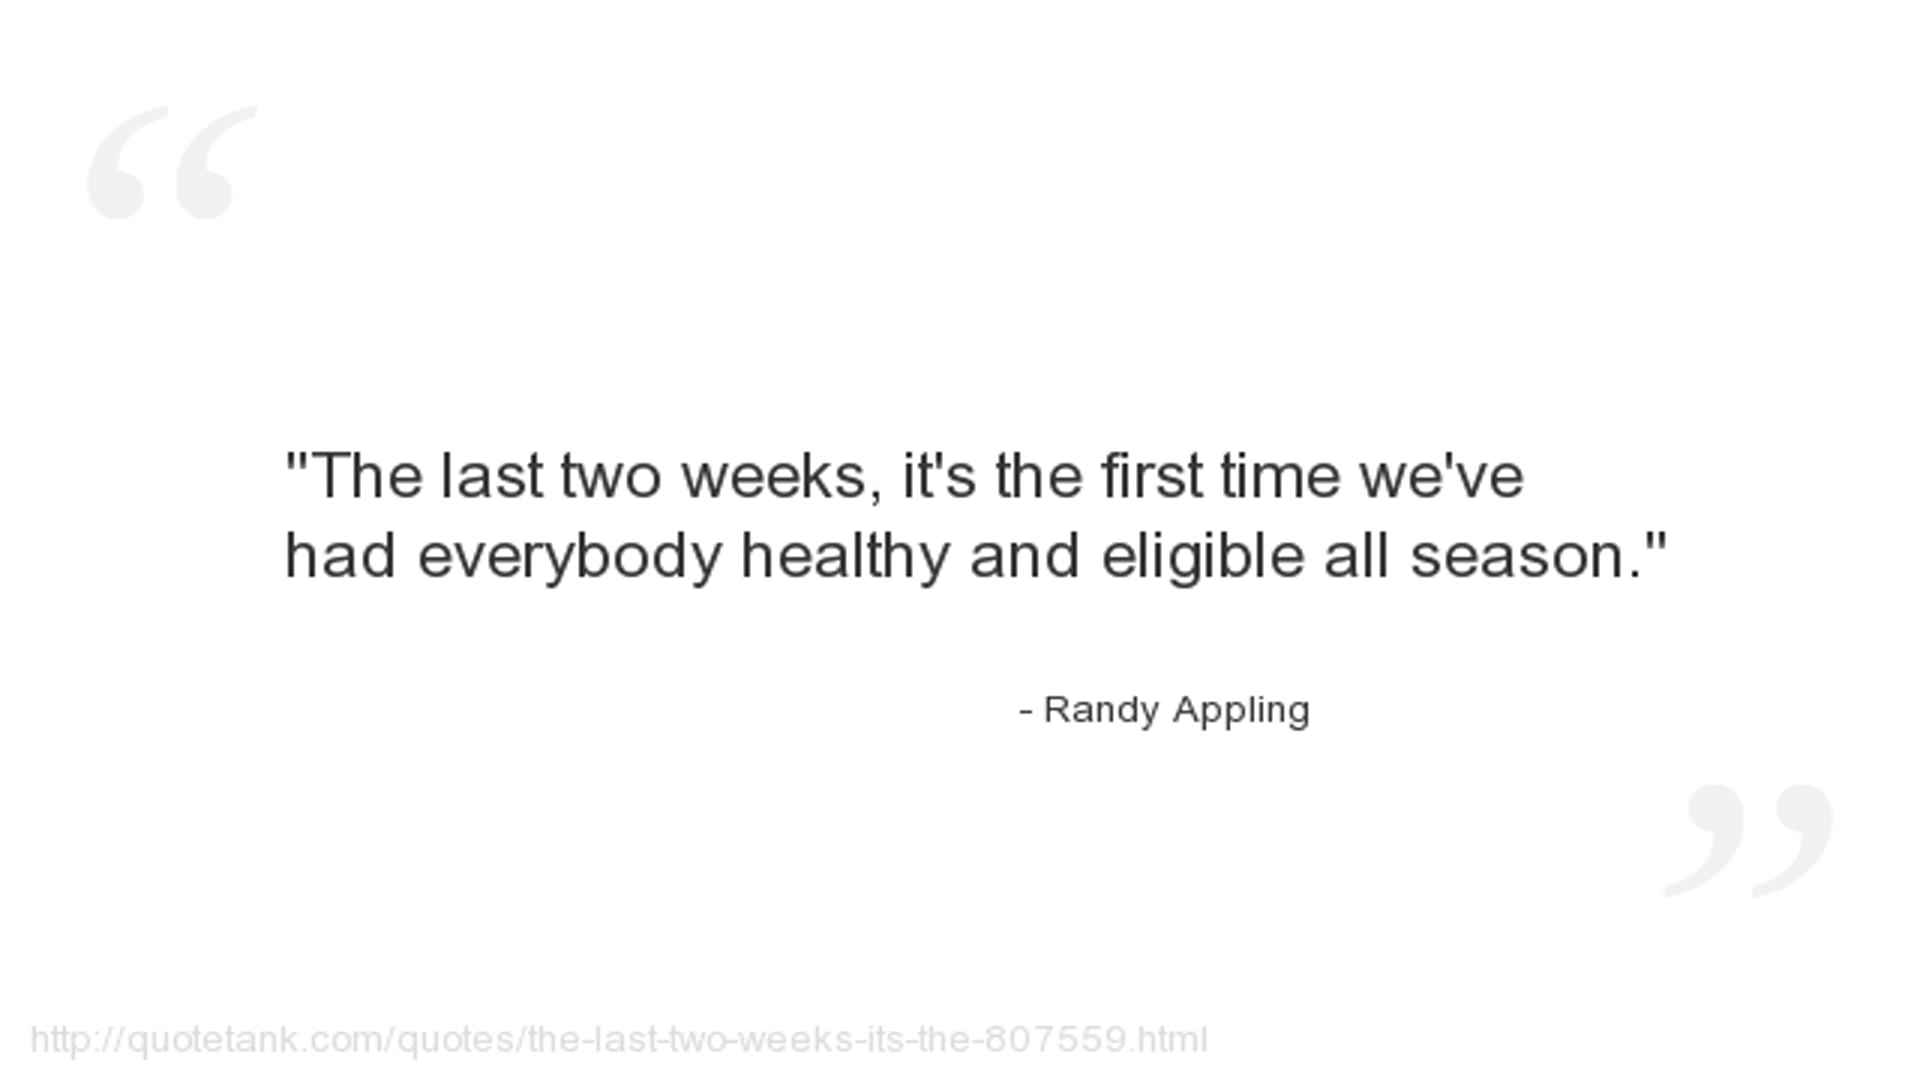 "The last two weeks, it's the first time we've
had everybody healthy and eligible all season."
- Randy Appling
http://quotetank.com/quotes/the-last-two-weeks-its-the-807559.html